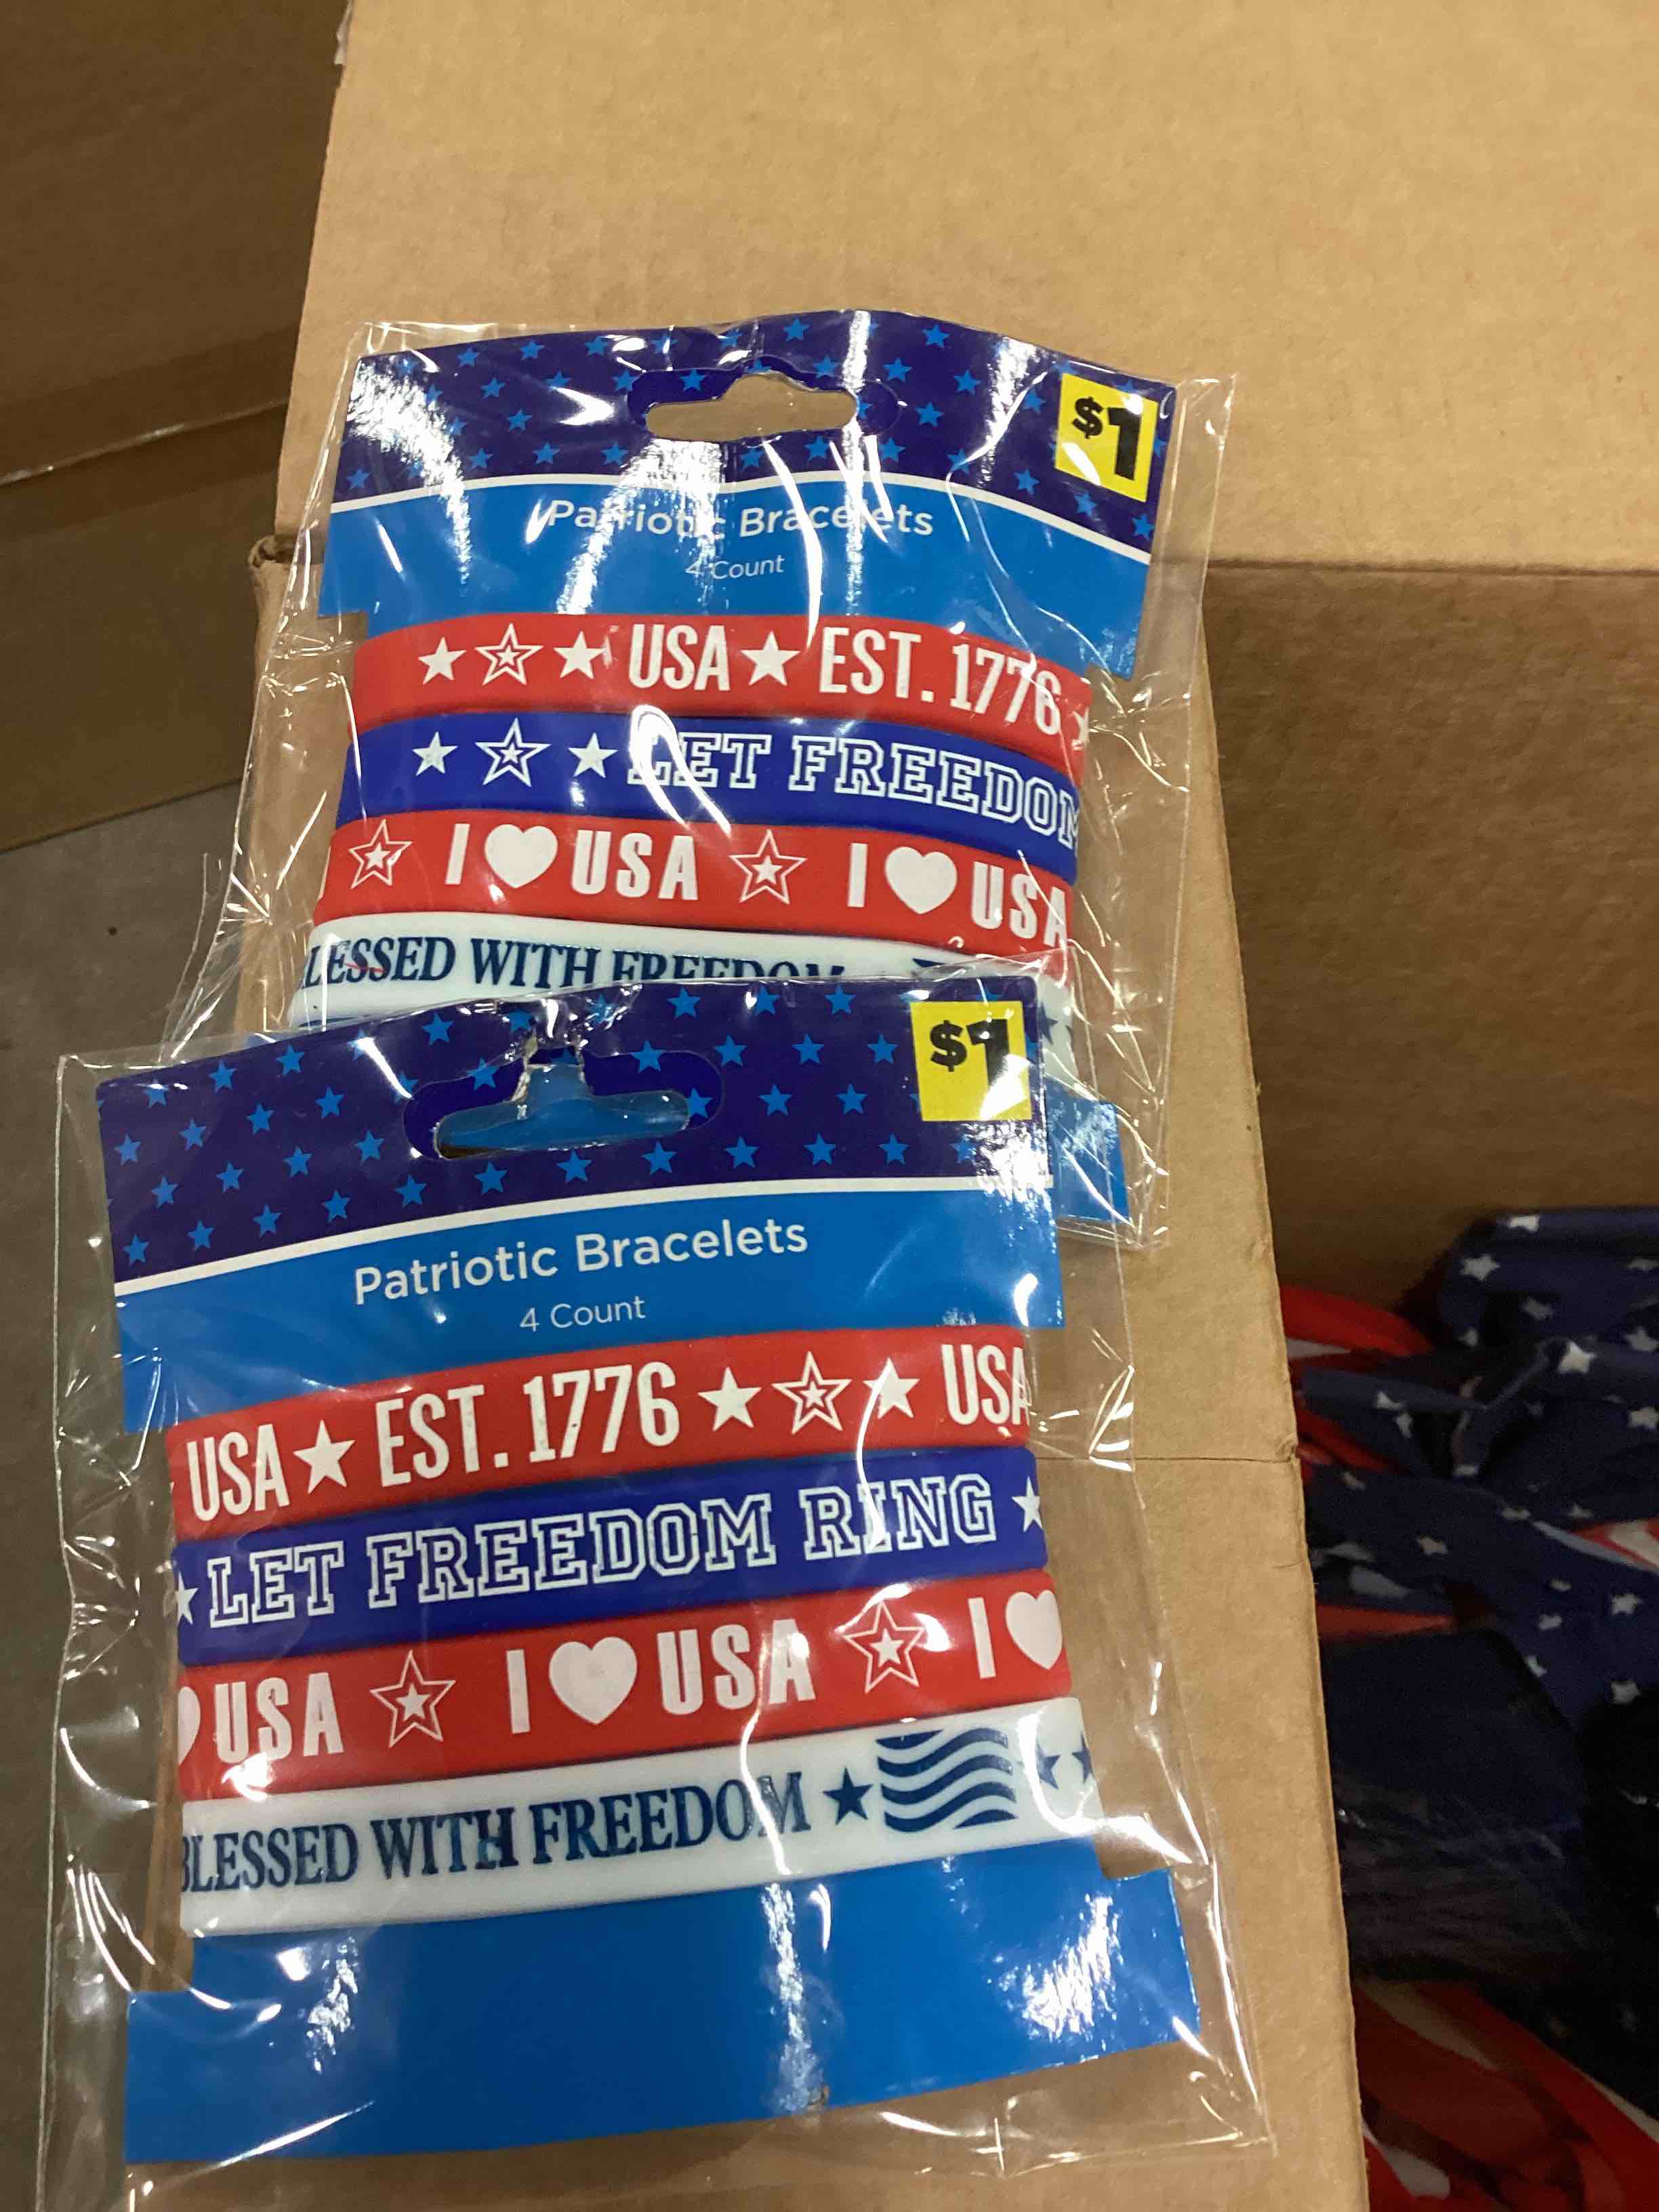 $1
Patriotic Bracelets
4 Count
USA EST. 1776
LET FREEDOM
I USA I USA
LESSED WITH FREEDOM
$1
Patriotic Bracelets
4 Count
USA EST. 1776 USA
LET FREEDOM RING
USA I USA I
BLESSED WITH FREEDOM